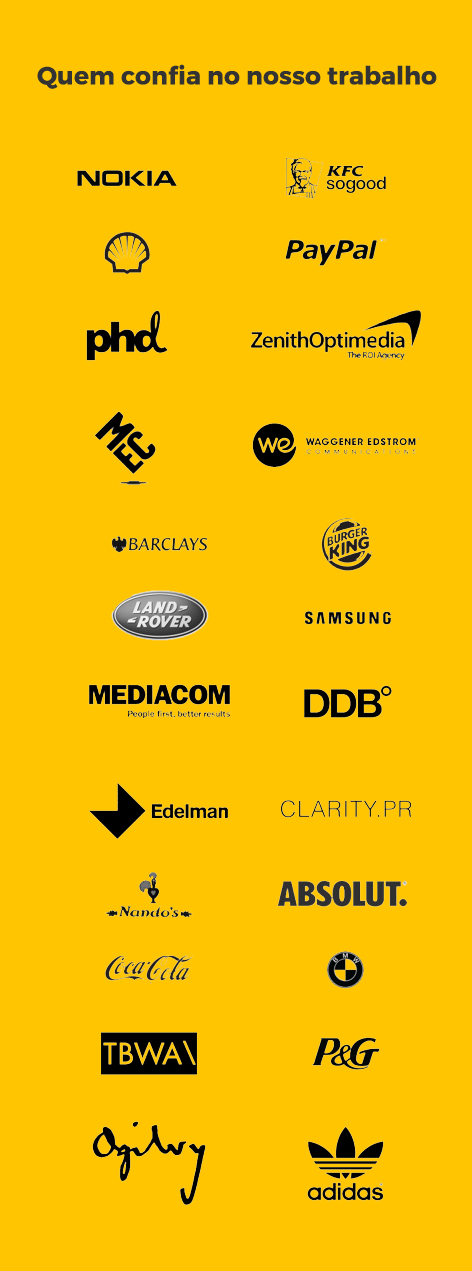 Quem confia no nosso trabalho
NOKIA
KFC
sogood
PayPal
phd
ZenithOptimedia
The ROI Agency
MEC
we WAGGENER EDSTROM
COMMUNICATIONS
BARCLAYS
BURGER
KING
LAND
ROVER
SAMSUNG
MEDIACOM
People first, better results
DDB°
Edelman
CLARITY.PR
Nando's
ABSOLUT.
Coca-Cola
BMW
TBWA\
P&G
Ogilvy
adidas